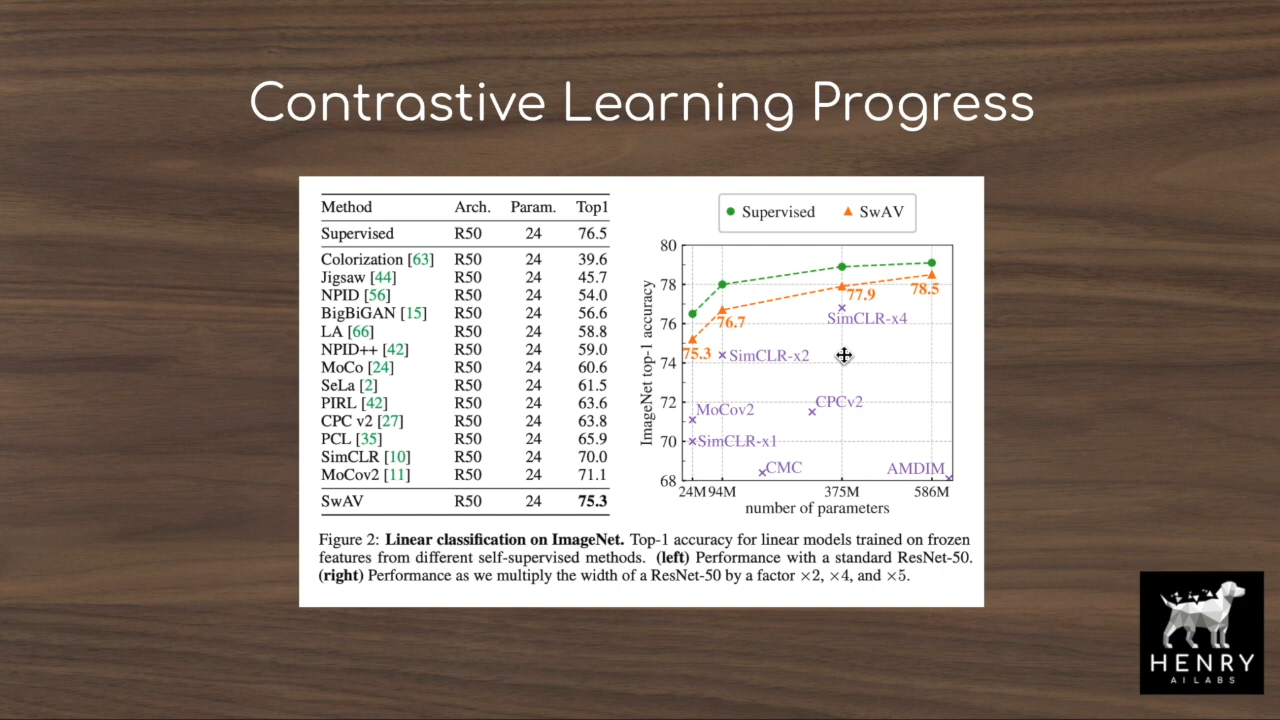 Contrastive Learning Progress
Method Arch. Param. Top1
Supervised R50 24 76.5
Colorization [63] R50 24 39.6
Jigsaw [44] R50 24 45.7
NPID [56] R50 24 54.0
BigBiGAN [15] R50 24 56.6
LA [66] R50 24 58.8
NPID++ [42] R50 24 59.0
MoCo [24] R50 24 60.6
SeLa [2] R50 24 61.5
PIRL [42] R50 24 63.6
CPC v2 [27] R50 24 63.8
PCL [35] R50 24 65.9
SimCLR [10] R50 24 70.0
MoCov2 [11] R50 24 71.1
SwAV R50 24 75.3
Supervised SwAV
ImageNet top-1 accuracy
80
78
76
74
72
70
68
78.5
77.9
76.7
SimCLR-x4
75.3
SimCLR-x2
CPCv2
MoCov2
SimCLR-x1
CMC
AMDIM
24M 94M 375M 586M
number of parameters
Figure 2: Linear classification on ImageNet. Top-1 accuracy for linear models trained on frozen
features from different self-supervised methods. (left) Performance with a standard ResNet-50.
(right) Performance as we multiply the width of a ResNet-50 by a factor ×2, ×4, and ×5.
HENRY
AI LABS